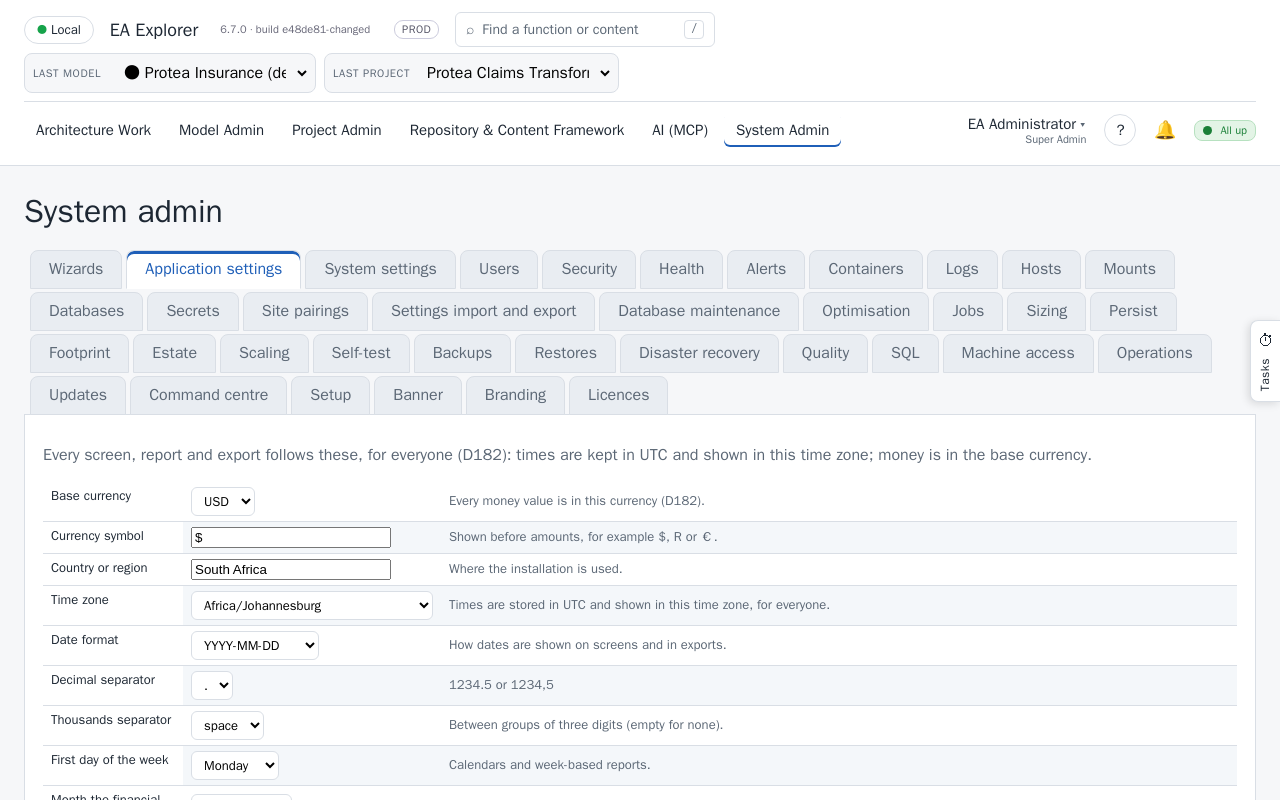 Local EA Explorer 6.7.0 · build e48de81-changed PROD Find a function or content /
LAST MODEL Protea Insurance (de LAST PROJECT Protea Claims Transfor
Architecture Work Model Admin Project Admin Repository & Content Framework AI (MCP) System Admin EA Administrator ? All up
Super Admin
System admin
Wizards Application settings System settings Users Security Health Alerts Containers Logs Hosts Mounts
Databases Secrets Site pairings Settings import and export Database maintenance Optimisation Jobs Sizing Persist
Tasks
Footprint Estate Scaling Self-test Backups Restores Disaster recovery Quality SQL Machine access Operations
Updates Command centre Setup Banner Branding Licences
Every screen, report and export follows these, for everyone (D182): times are kept in UTC and shown in this time zone; money is in the base currency.
Base currency USD Every money value is in this currency (D182).
Currency symbol $ Shown before amounts, for example $, R or €.
Country or region South Africa Where the installation is used.
Time zone Africa/Johannesburg Times are stored in UTC and shown in this time zone, for everyone.
Date format YYYY-MM-DD How dates are shown on screens and in exports.
Decimal separator . 1234.5 or 1234,5
Thousands separator space Between groups of three digits (empty for none).
First day of the week Monday Calendars and week-based reports.
Month the financial